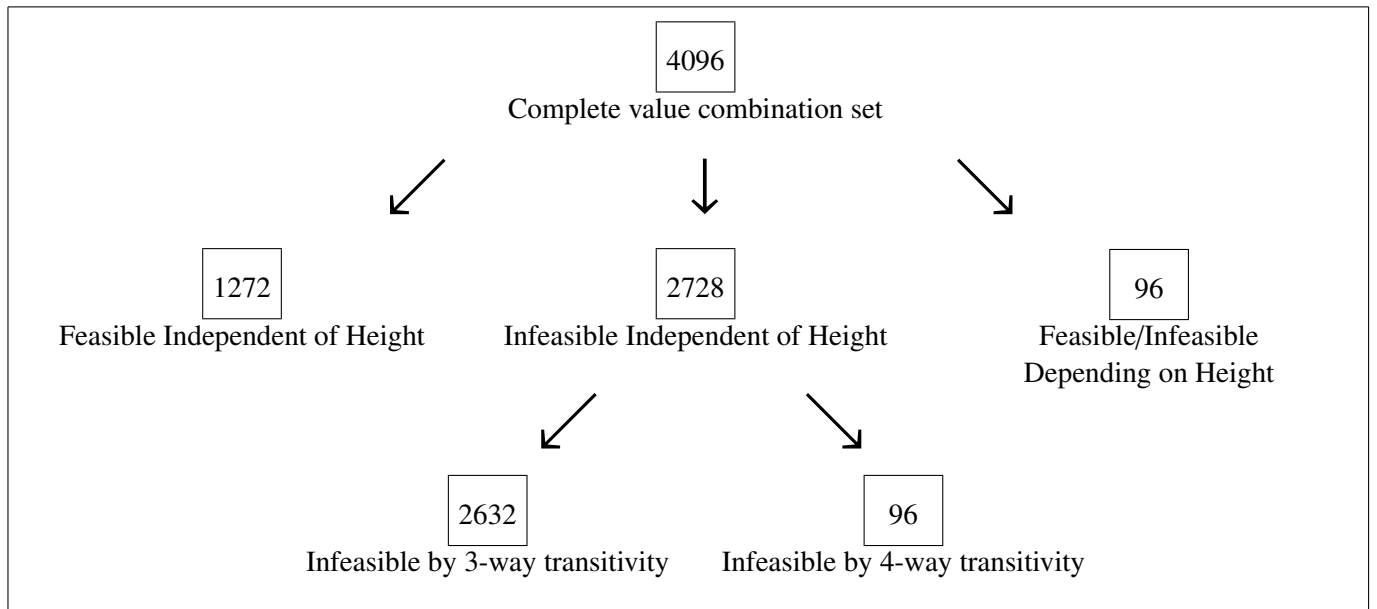 4096
Complete value combination set
1272
2728
96
Feasible Independent of Height
Infeasible Independent of Height
Feasible/Infeasible
Depending on Height
2632
96
Infeasible by 3-way transitivity
Infeasible by 4-way transitivity